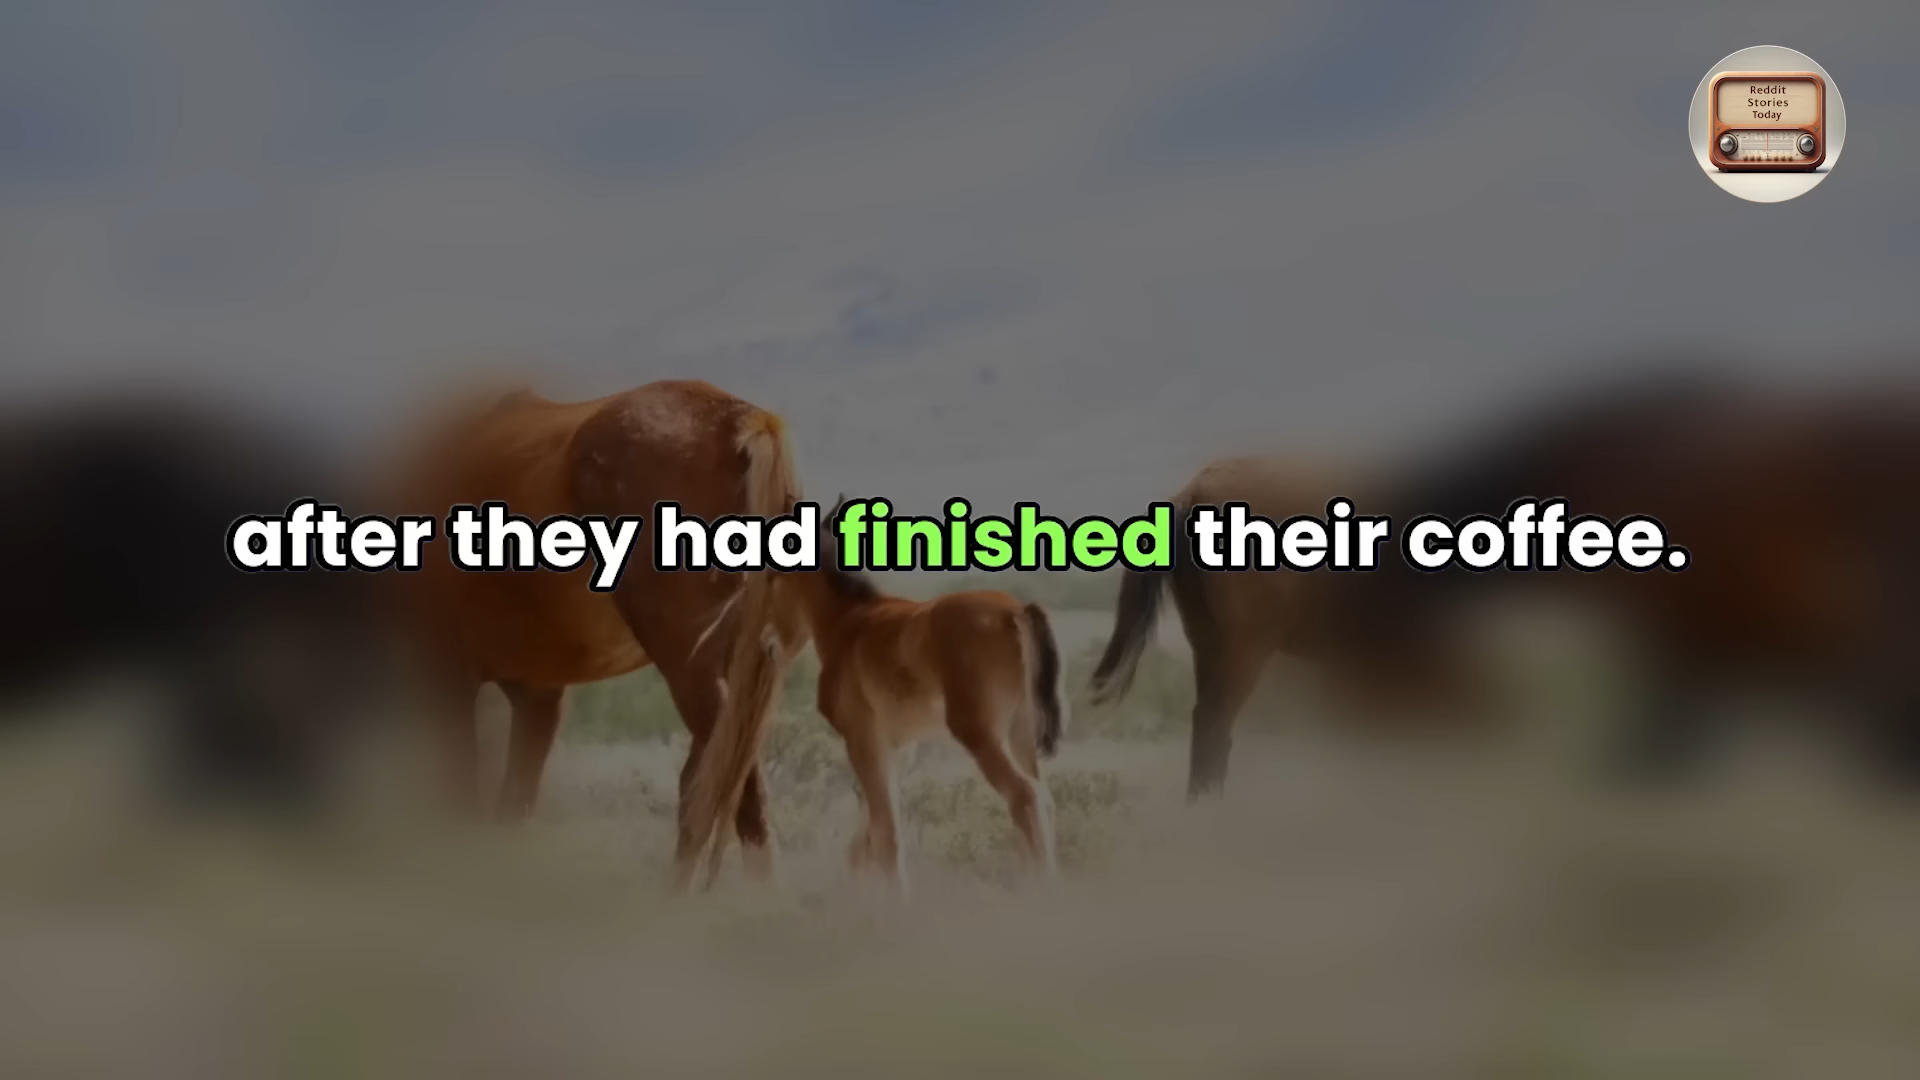 Reddit
Stories
Today
after they had finished their coffee.